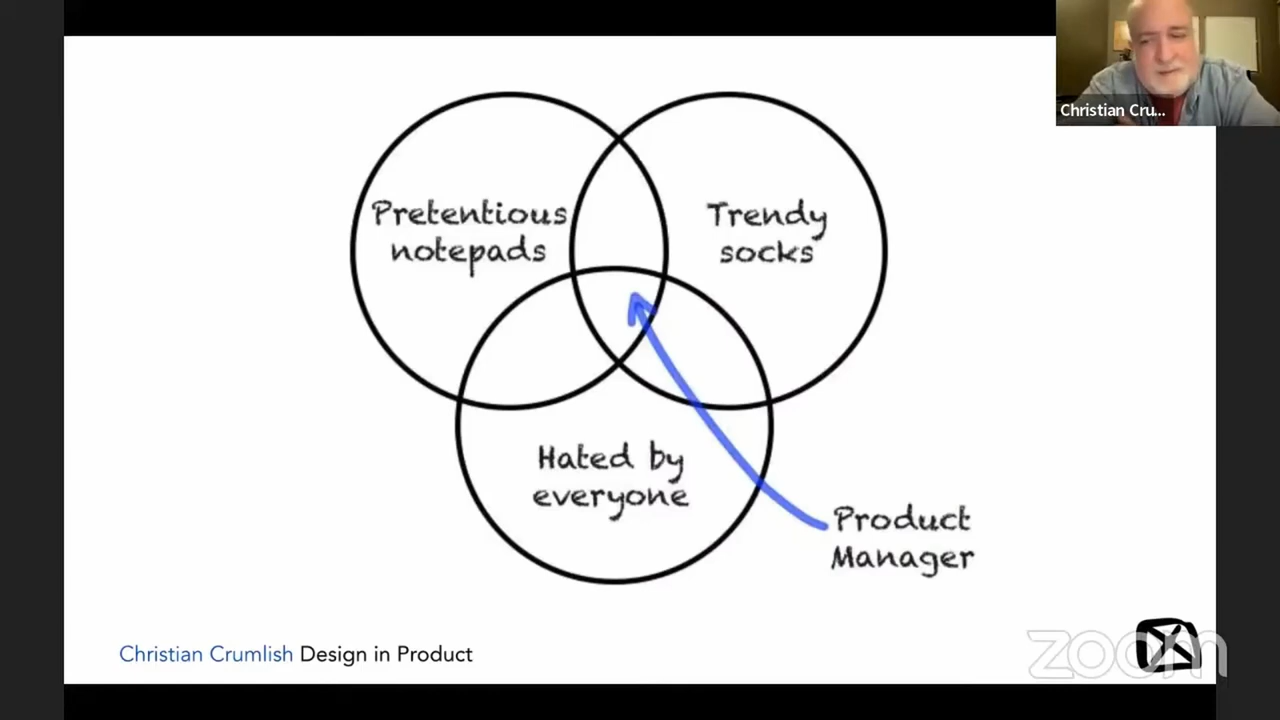 Christian Cru...
Pretentious
notepads
Trendy
socks
Hated by
everyone
Product
Manager
Christian Crumlish Design in Product
zoom